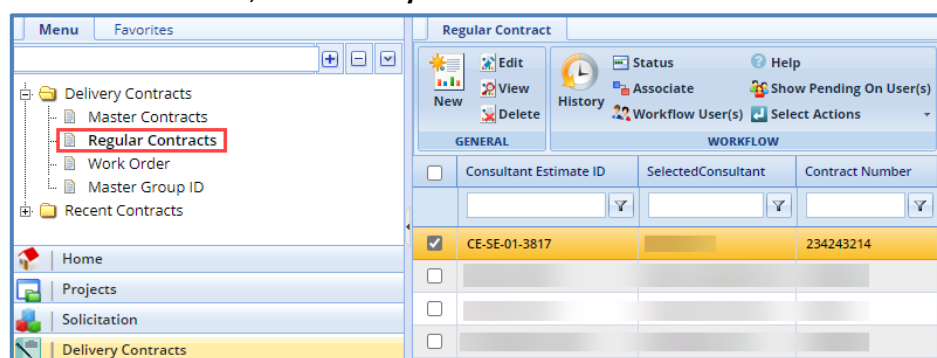 Menu Favorites
Delivery Contracts
Master Contracts
Regular Contracts
Work Order
Master Group ID
Recent Contracts
Home
Projects
Solicitation
Delivery Contracts
Regular Contract
New
Edit
View
Delete
GENERAL
History
Status
Associate
Workflow User(s)
Help
Show Pending On User(s)
Select Actions
WORKFLOW
Consultant Estimate ID SelectedConsultant Contract Number
CE-SE-01-3817 234243214